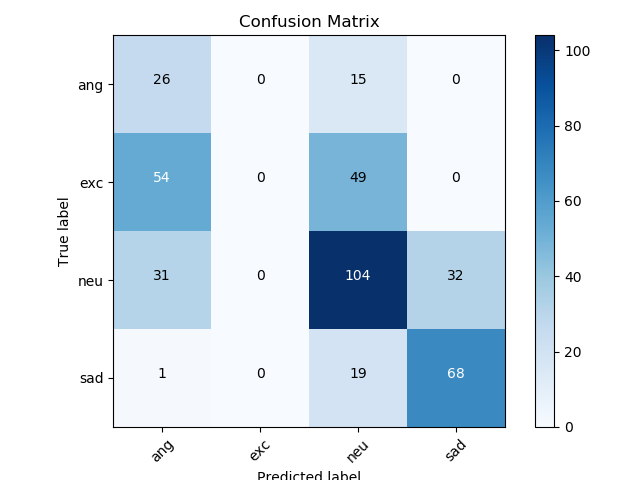 Confusion Matrix
ang 26 0 15 0
exc 54 0 49 0
neu 31 0 104 32
sad 1 0 19 68
ang exc neu sad
True label
Predicted label
100
80
60
40
20
0